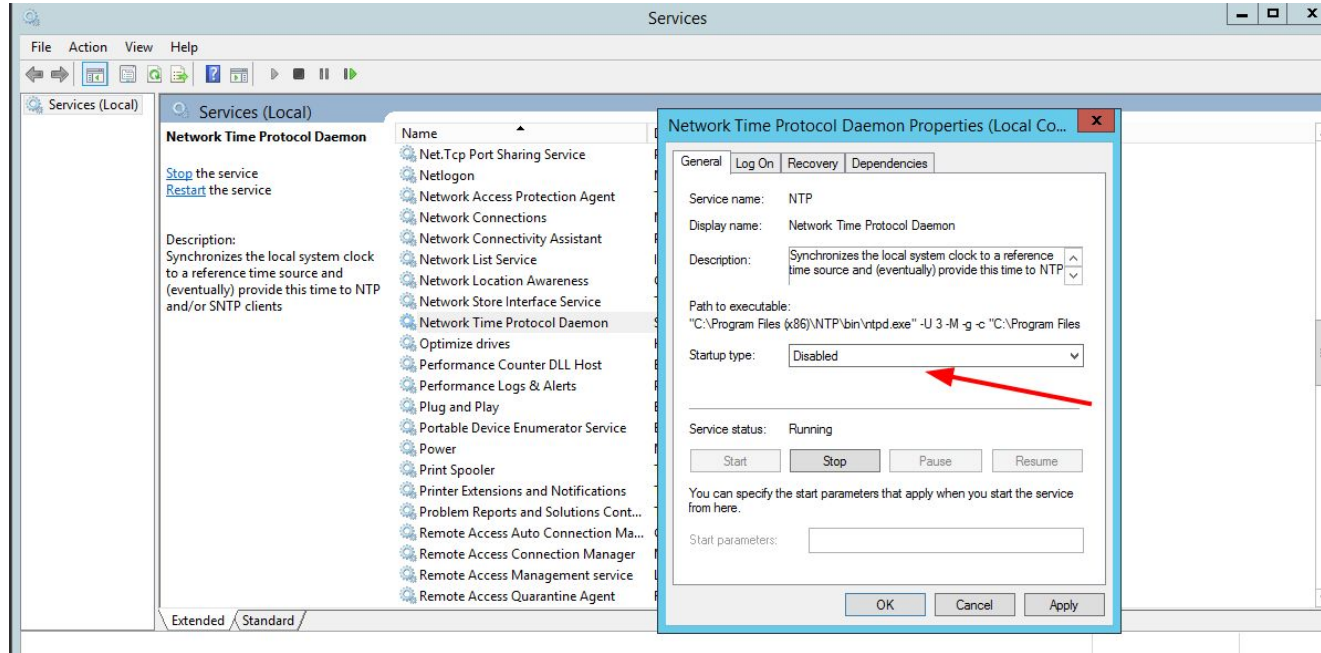 Services
File Action View Help
Services (Local)
Services (Local)
Network Time Protocol Daemon
Stop the service
Restart the service
Description:
Synchronizes the local system clock
to a reference time source and
(eventually) provide this time to NTP
and/or SNTP clients
Name
Net.Tcp Port Sharing Service
Netlogon
Network Access Protection Agent
Network Connections
Network Connectivity Assistant
Network List Service
Network Location Awareness
Network Store Interface Service
Network Time Protocol Daemon
Optimize drives
Performance Counter DLL Host
Performance Logs & Alerts
Plug and Play
Portable Device Enumerator Service
Power
Print Spooler
Printer Extensions and Notifications
Problem Reports and Solutions Cont...
Remote Access Auto Connection Ma...
Remote Access Connection Manager
Remote Access Management service
Remote Access Quarantine Agent
Extended Standard
Network Time Protocol Daemon Properties (Local Co...
General Log On Recovery Dependencies
Service name: NTP
Display name: Network Time Protocol Daemon
Description: Synchronizes the local system clock to a reference
time source and (eventually) provide this time to NTP
Path to executable:
"C:\Program Files (x86)\NTP\bin\ntpd.exe" -U 3 -M -g -c "C:\Program Files
Startup type: Disabled
Service status: Running
Start Stop Pause Resume
You can specify the start parameters that apply when you start the service
from here.
Start parameters:
OK Cancel Apply